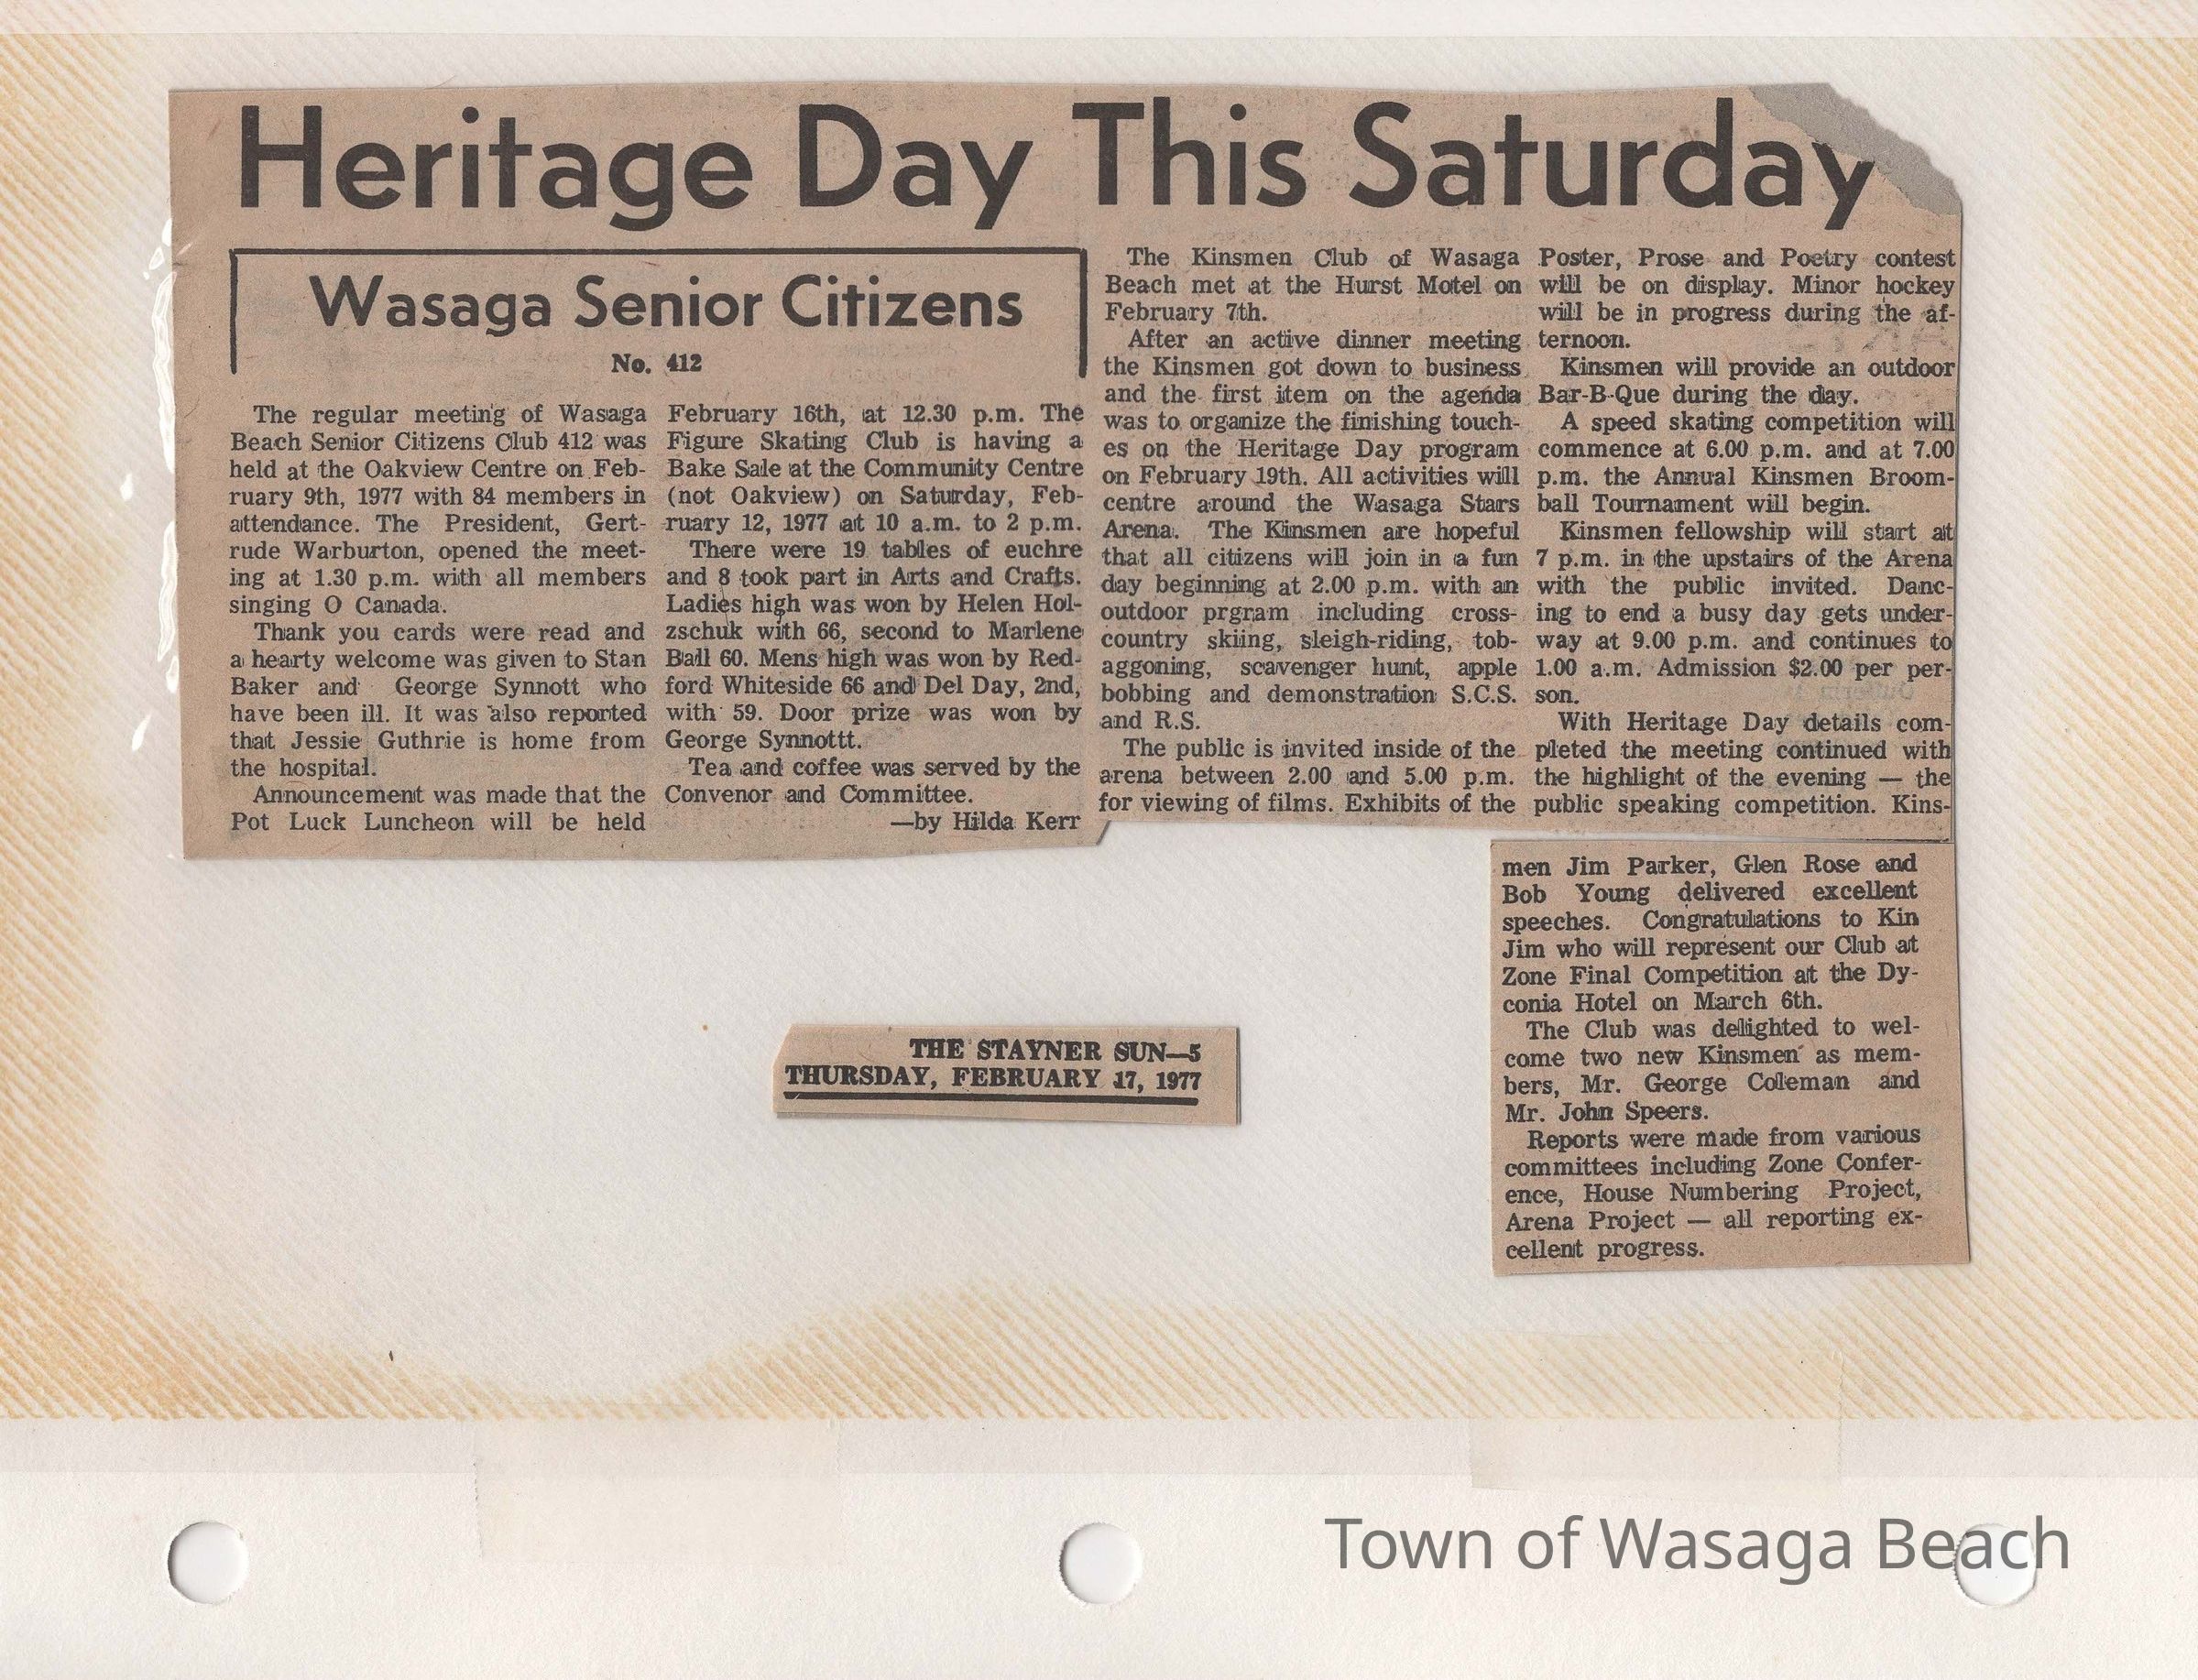 Heritage Day This Saturday
Wasaga Senior Citizens
No. 412
The regular meeting of Wasaga
Beach Senior Citizens Club 412 was
held at the Oakview Centre on Feb-
ruary 9th, 1977 with 84 members in
attendance. The President, Gert-
rude Warburton, opened the meet-
ing at 1.30 p.m. with all members
singing O Canada.
Thank you cards were read and
a hearty welcome was given to Stan
Baker and George Synnott who
have been ill. It was also reported
that Jessie Guthrie is home from
the hospital.
Announcement was made that the
Pot Luck Luncheon will be held
February 16th, at 12.30 p.m. The
Figure Skating Club is having a
Bake Sale at the Community Centre
(not Oakview) on Saturday, Feb-
ruary 12, 1977 at 10 a.m. to 2 p.m.
There were 19 tables of euchre
and 8 took part in Arts and Crafts.
Ladies high was won by Helen Hol-
zschuk with 66, second to Marlene
Ball 60. Mens high was won by Red-
ford Whiteside 66 and Del Day, 2nd,
with 59. Door prize was won by
George Synnottt.
Tea and coffee was served by the
Convenor and Committee.
—by Hilda Kerr
The Kinsmen Club of Wasaga
Beach met at the Hurst Motel on
February 7th.
After an active dinner meeting
the Kinsmen got down to business
and the first item on the agenda
was to organize the finishing touch-
es on the Heritage Day program
on February 19th. All activities will
centre around the Wasaga Stars
Arena. The Kinsmen are hopeful
that all citizens will join in a fun
day beginning at 2.00 p.m. with an
outdoor prgram including cross-
country skiing, sleigh-riding, tob-
aggoning, scavenger hunt, apple
bobbing and demonstration S.C.S.
and R.S.
The public is invited inside of the
arena between 2.00 and 5.00 p.m.
for viewing of films. Exhibits of the
Poster, Prose and Poetry contest
will be on display. Minor hockey
will be in progress during the af-
ternoon.
Kinsmen will provide an outdoor
Bar-B-Que during the day.
A speed skating competition will
commence at 6.00 p.m. and at 7.00
p.m. the Annual Kinsmen Broom-
ball Tournament will begin.
Kinsmen fellowship will start at
7 p.m. in the upstairs of the Arena
with the public invited. Danc-
ing to end a busy day gets under-
way at 9.00 p.m. and continues to
1.00 a.m. Admission $2.00 per per-
son.
With Heritage Day details com-
pleted the meeting continued with
the highlight of the evening — the
public speaking competition. Kins-
men Jim Parker, Glen Rose and
Bob Young delivered excellent
speeches. Congratulations to Kin
Jim who will represent our Club at
Zone Final Competition at the Dy-
conia Hotel on March 6th.
The Club was delighted to wel-
come two new Kinsmen as mem-
bers, Mr. George Coleman and
Mr. John Speers.
Reports were made from various
committees including Zone Confer-
ence, House Numbering Project,
Arena Project — all reporting ex-
cellent progress.
THE STAYNER SUN—5
THURSDAY, FEBRUARY 17, 1977
Town of Wasaga Beach